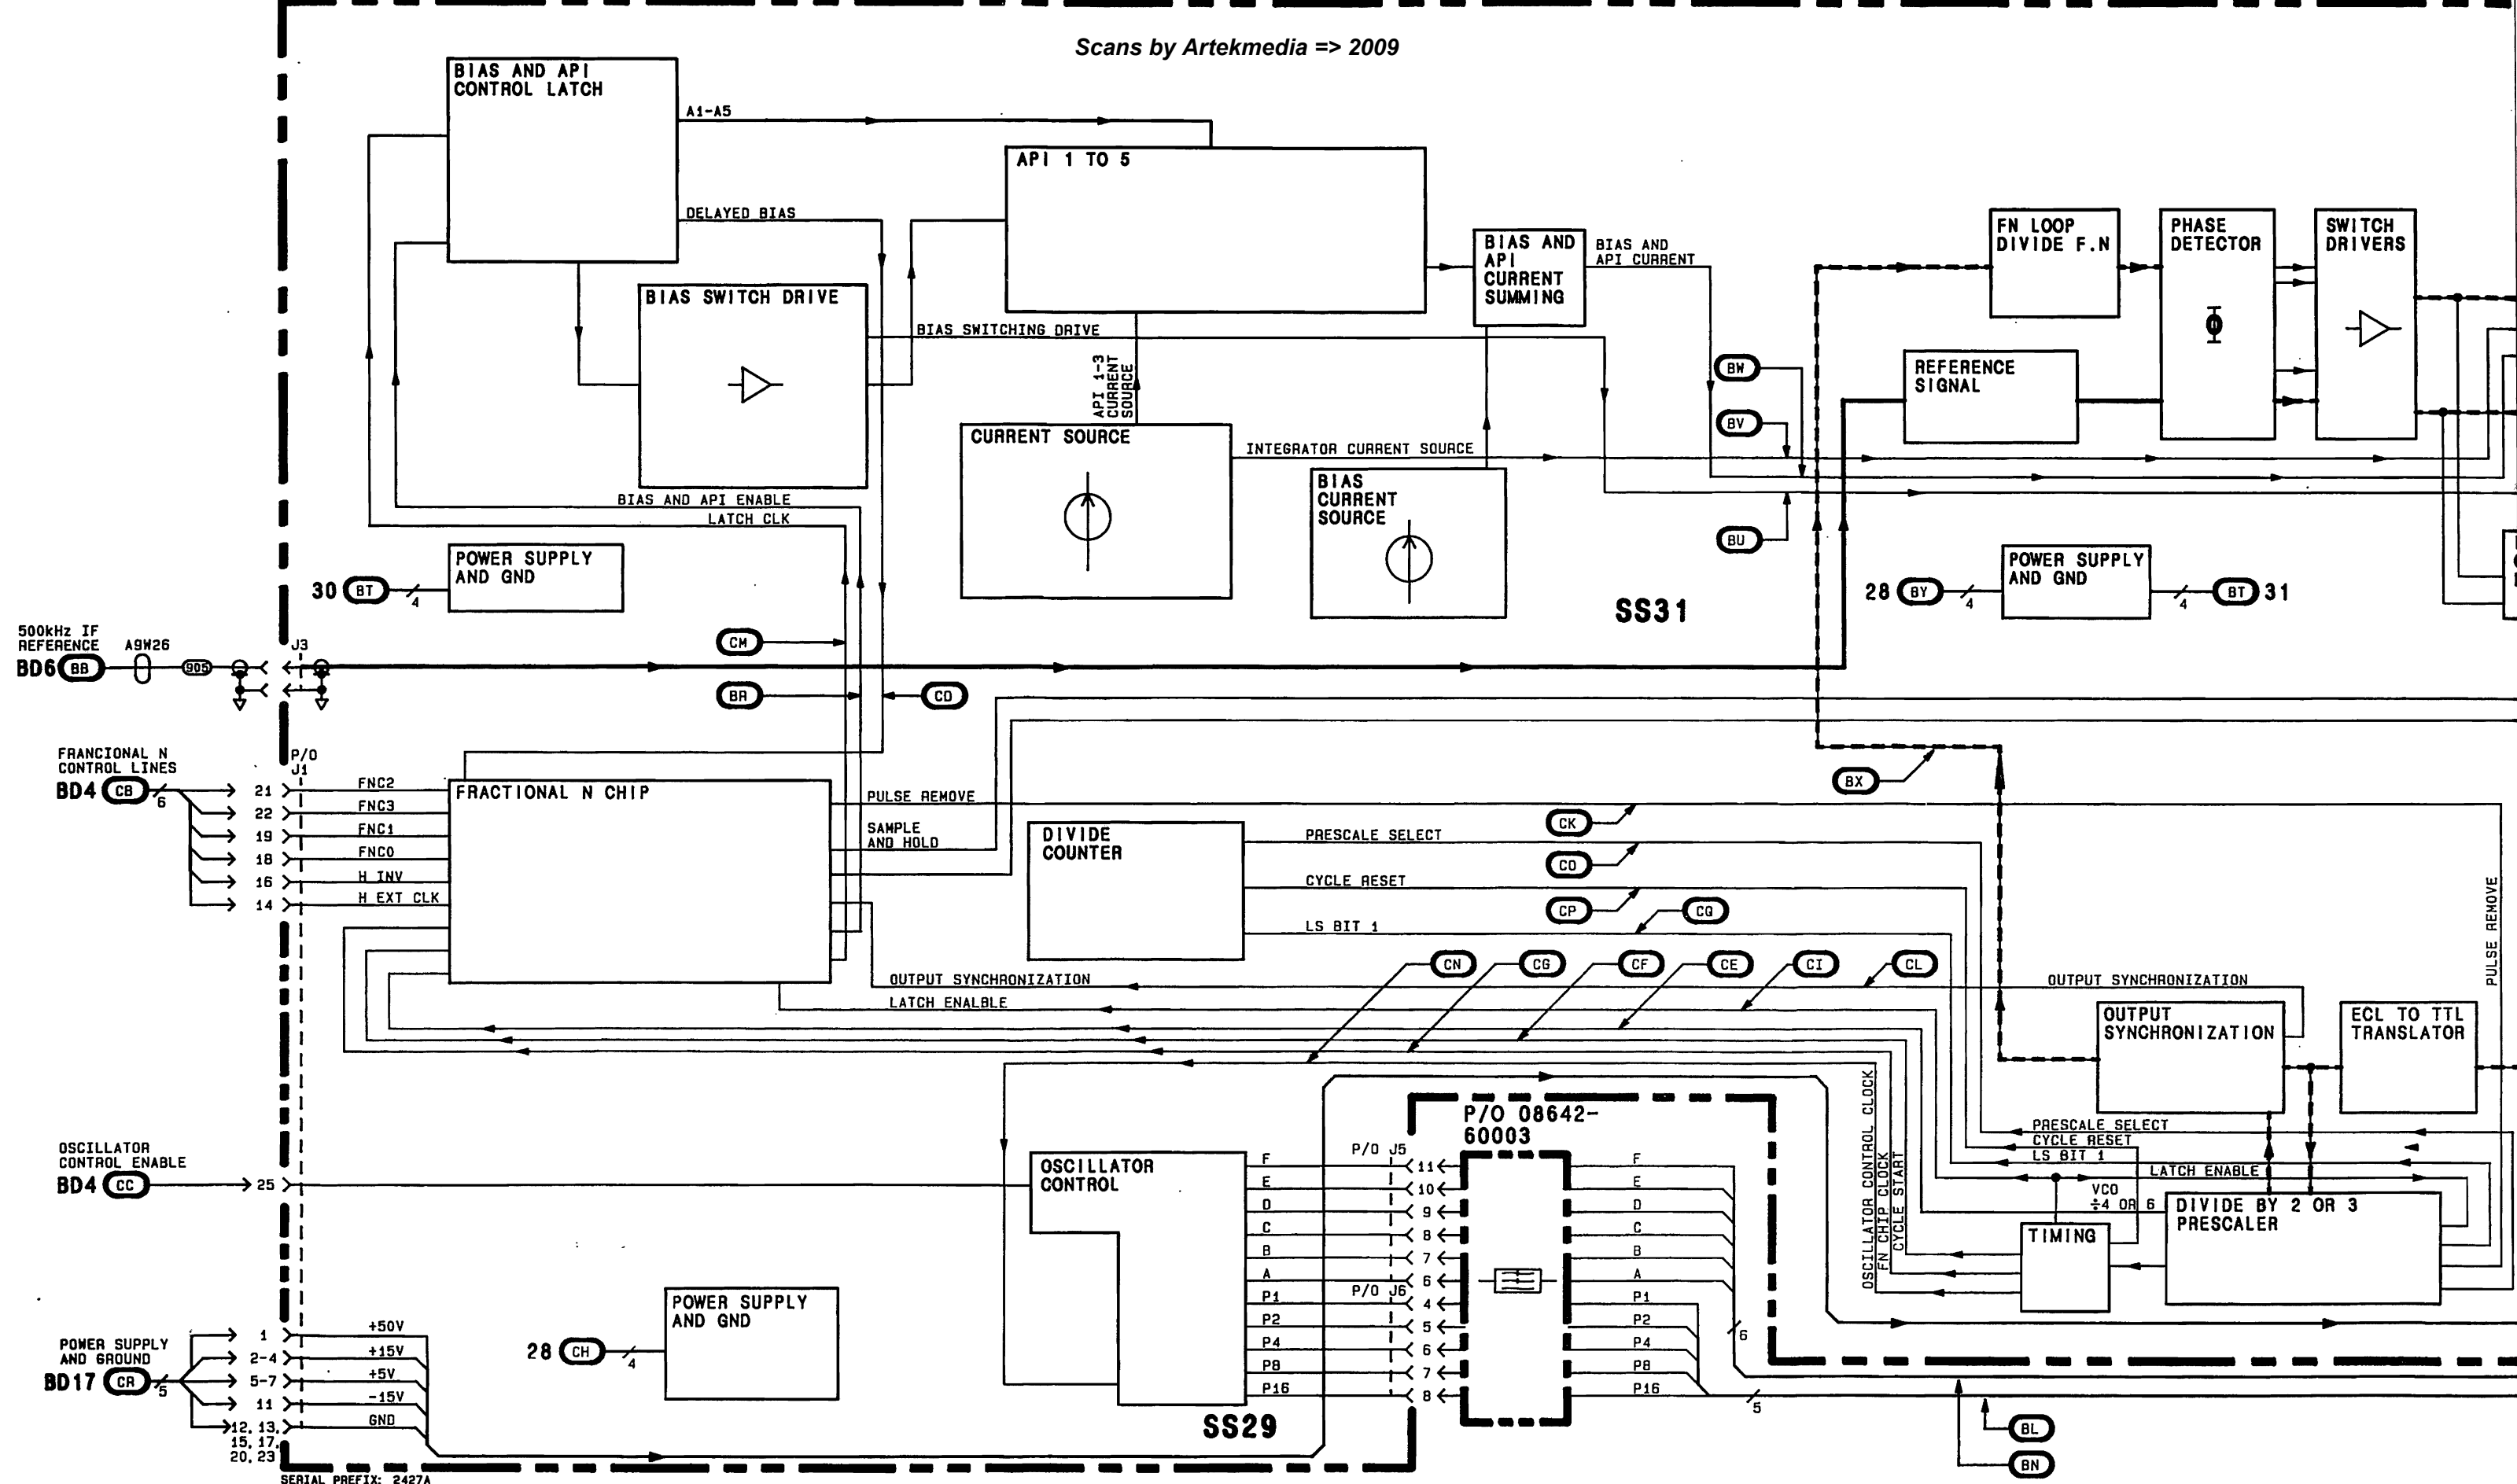 Scans by Artekmedia => 2009
BIAS AND API
CONTROL LATCH
A1-A5
DELAYED BIAS
API 1 TO 5
BIAS SWITCH DRIVE
BIAS SWITCHING DRIVE
API 1-3
CURRENT
SOURCE
BIAS AND
API
CURRENT
SUMMING
BIAS AND
API CURRENT
FN LOOP
DIVIDE F.N
PHASE
DETECTOR
Φ
SWITCH
DRIVERS
REFERENCE
SIGNAL
BW
BV
BU
CURRENT SOURCE
INTEGRATOR CURRENT SOURCE
BIAS
CURRENT
SOURCE
BIAS AND API ENABLE
LATCH CLK
POWER SUPPLY
AND GND
30 BT
4
SS31
28 BY
4
POWER SUPPLY
AND GND
4
BT 31
500kHz IF
REFERENCE
BD6 BB
A9W26
905
J3
CM
BR
CD
FRANCIONAL N
CONTROL LINES
BD4 CB
6
P/O
J1
21 FNC2
22 FNC3
19 FNC1
18 FNC0
16 H INV
14 H EXT CLK
FRACTIONAL N CHIP
PULSE REMOVE
SAMPLE
AND HOLD
DIVIDE
COUNTER
PRESCALE SELECT
CYCLE RESET
LS BIT 1
CK
CO
CP
CQ
BX
CN
CG
CF
CE
CI
CL
OUTPUT SYNCHRONIZATION
LATCH ENALBLE
OUTPUT SYNCHRONIZATION
PULSE REMOVE
OUTPUT
SYNCHRONIZATION
ECL TO TTL
TRANSLATOR
PRESCALE SELECT
CYCLE RESET
LS BIT 1
LATCH ENABLE
VCO
÷4 OR 6
DIVIDE BY 2 OR 3
PRESCALER
TIMING
OSCILLATOR CONTROL CLOCK
FN CHIP CLOCK
CYCLE START
OSCILLATOR
CONTROL ENABLE
BD4 CC
25
OSCILLATOR
CONTROL
P/O 08642-
60003
P/O J5
F 11 F
E 10 E
D 9 D
C 8 C
B 7 B
A 6 A
P/O J6
P1 4 P1
P2 5 P2
P4 6 P4
P8 7 P8
P16 8 P16
6
5
BL
BN
POWER SUPPLY
AND GND
28 CH
4
SS29
POWER SUPPLY
AND GROUND
BD17 CR
5
1 +50V
2-4 +15V
5-7 +5V
11 -15V
12, 13, GND
15, 17,
20, 23
SERIAL PREFIX: 2427A